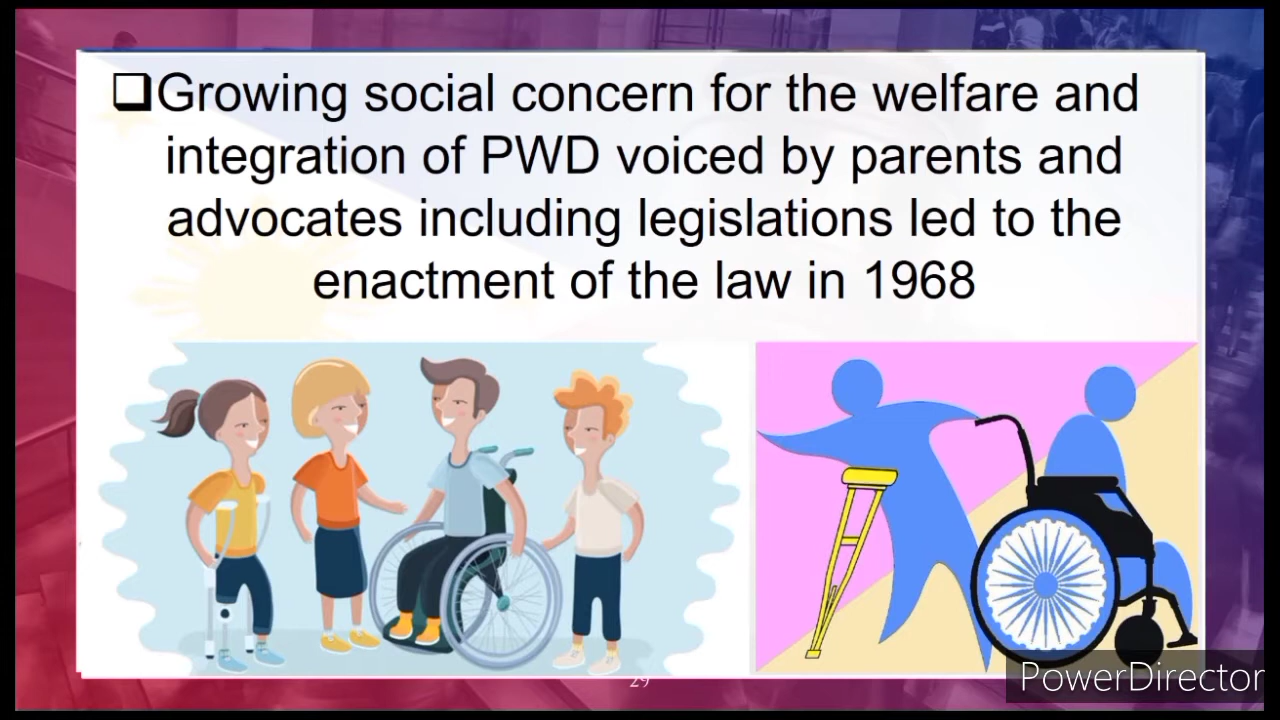 ❑Growing social concern for the welfare and
integration of PWD voiced by parents and
advocates including legislations led to the
enactment of the law in 1968
29
PowerDirector